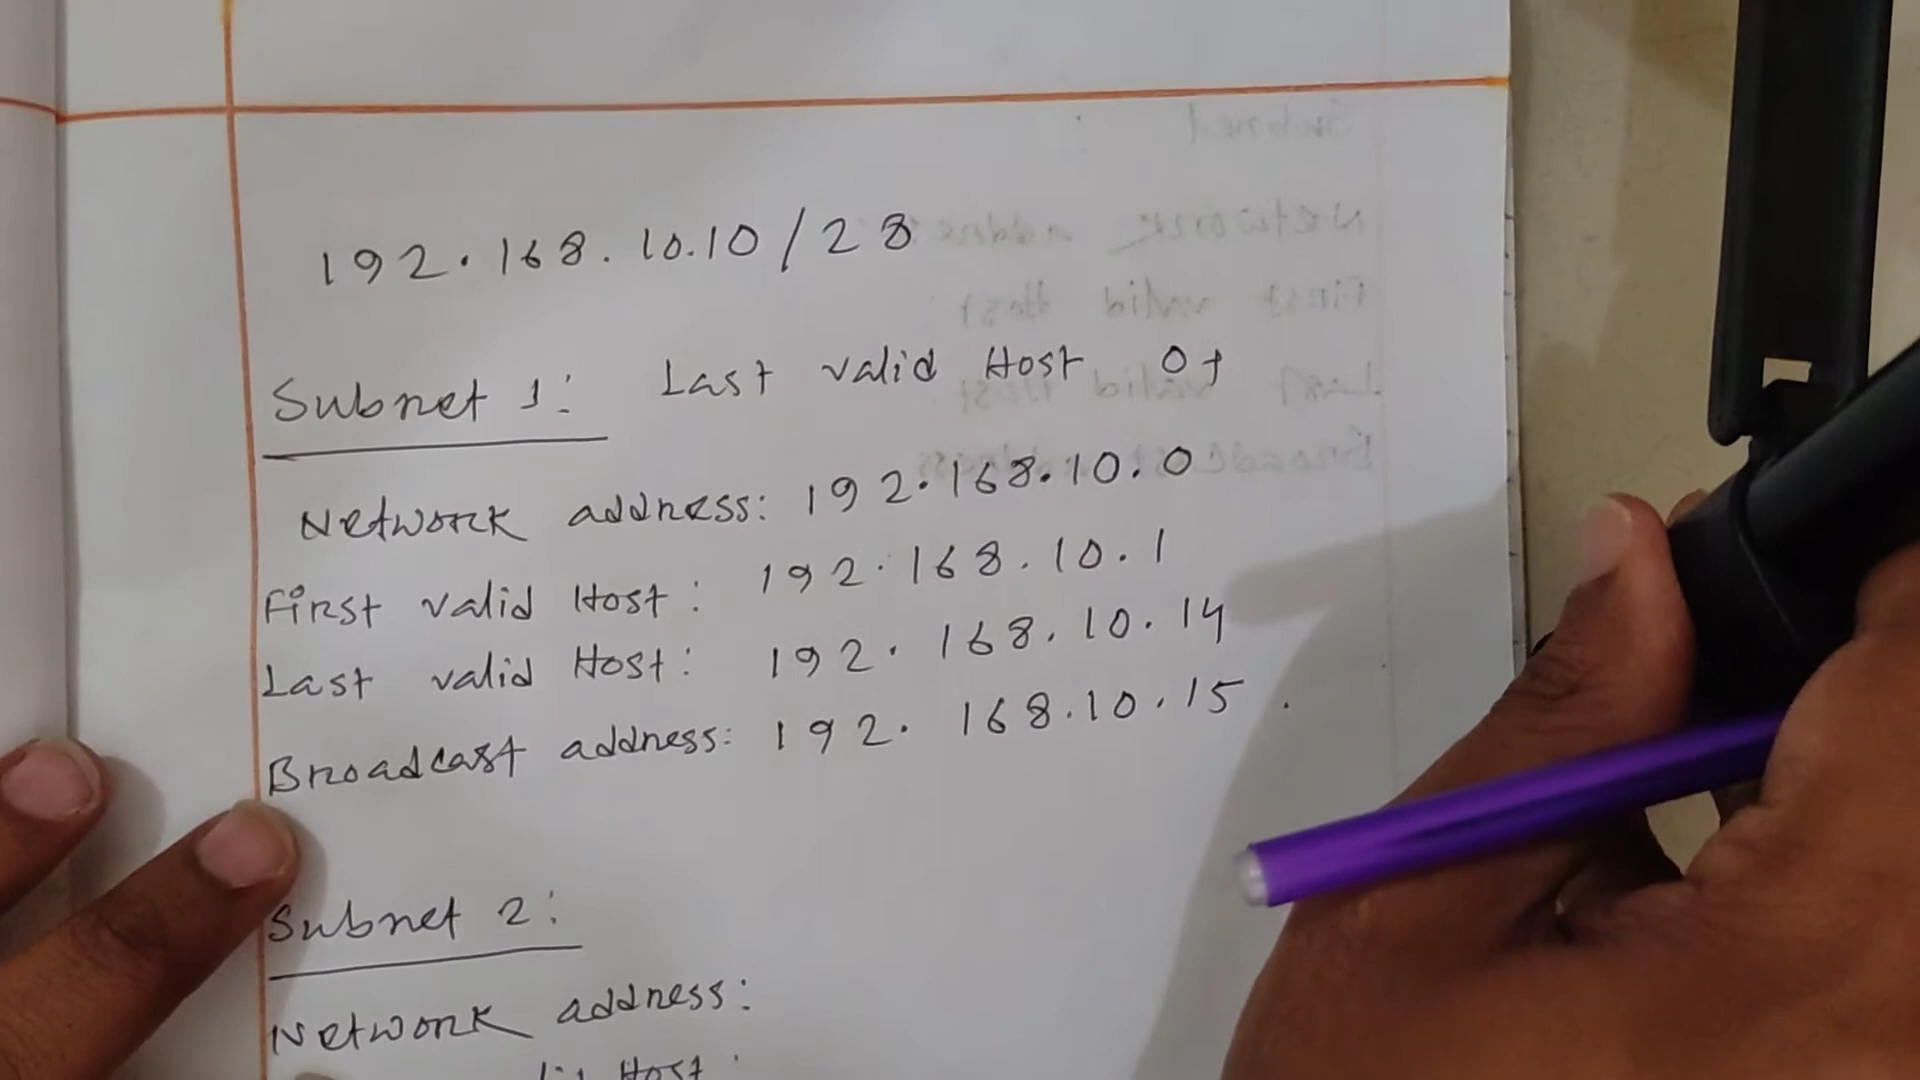 192.168.10.10/28
Subnet 1: Last valid Host 0+
Network address: 192.168.10.0
First valid Host: 192.168.10.1
Last valid Host: 192.168.10.14
Broadcast address: 192.168.10.15.
Subnet 2:
Network address:
Host: